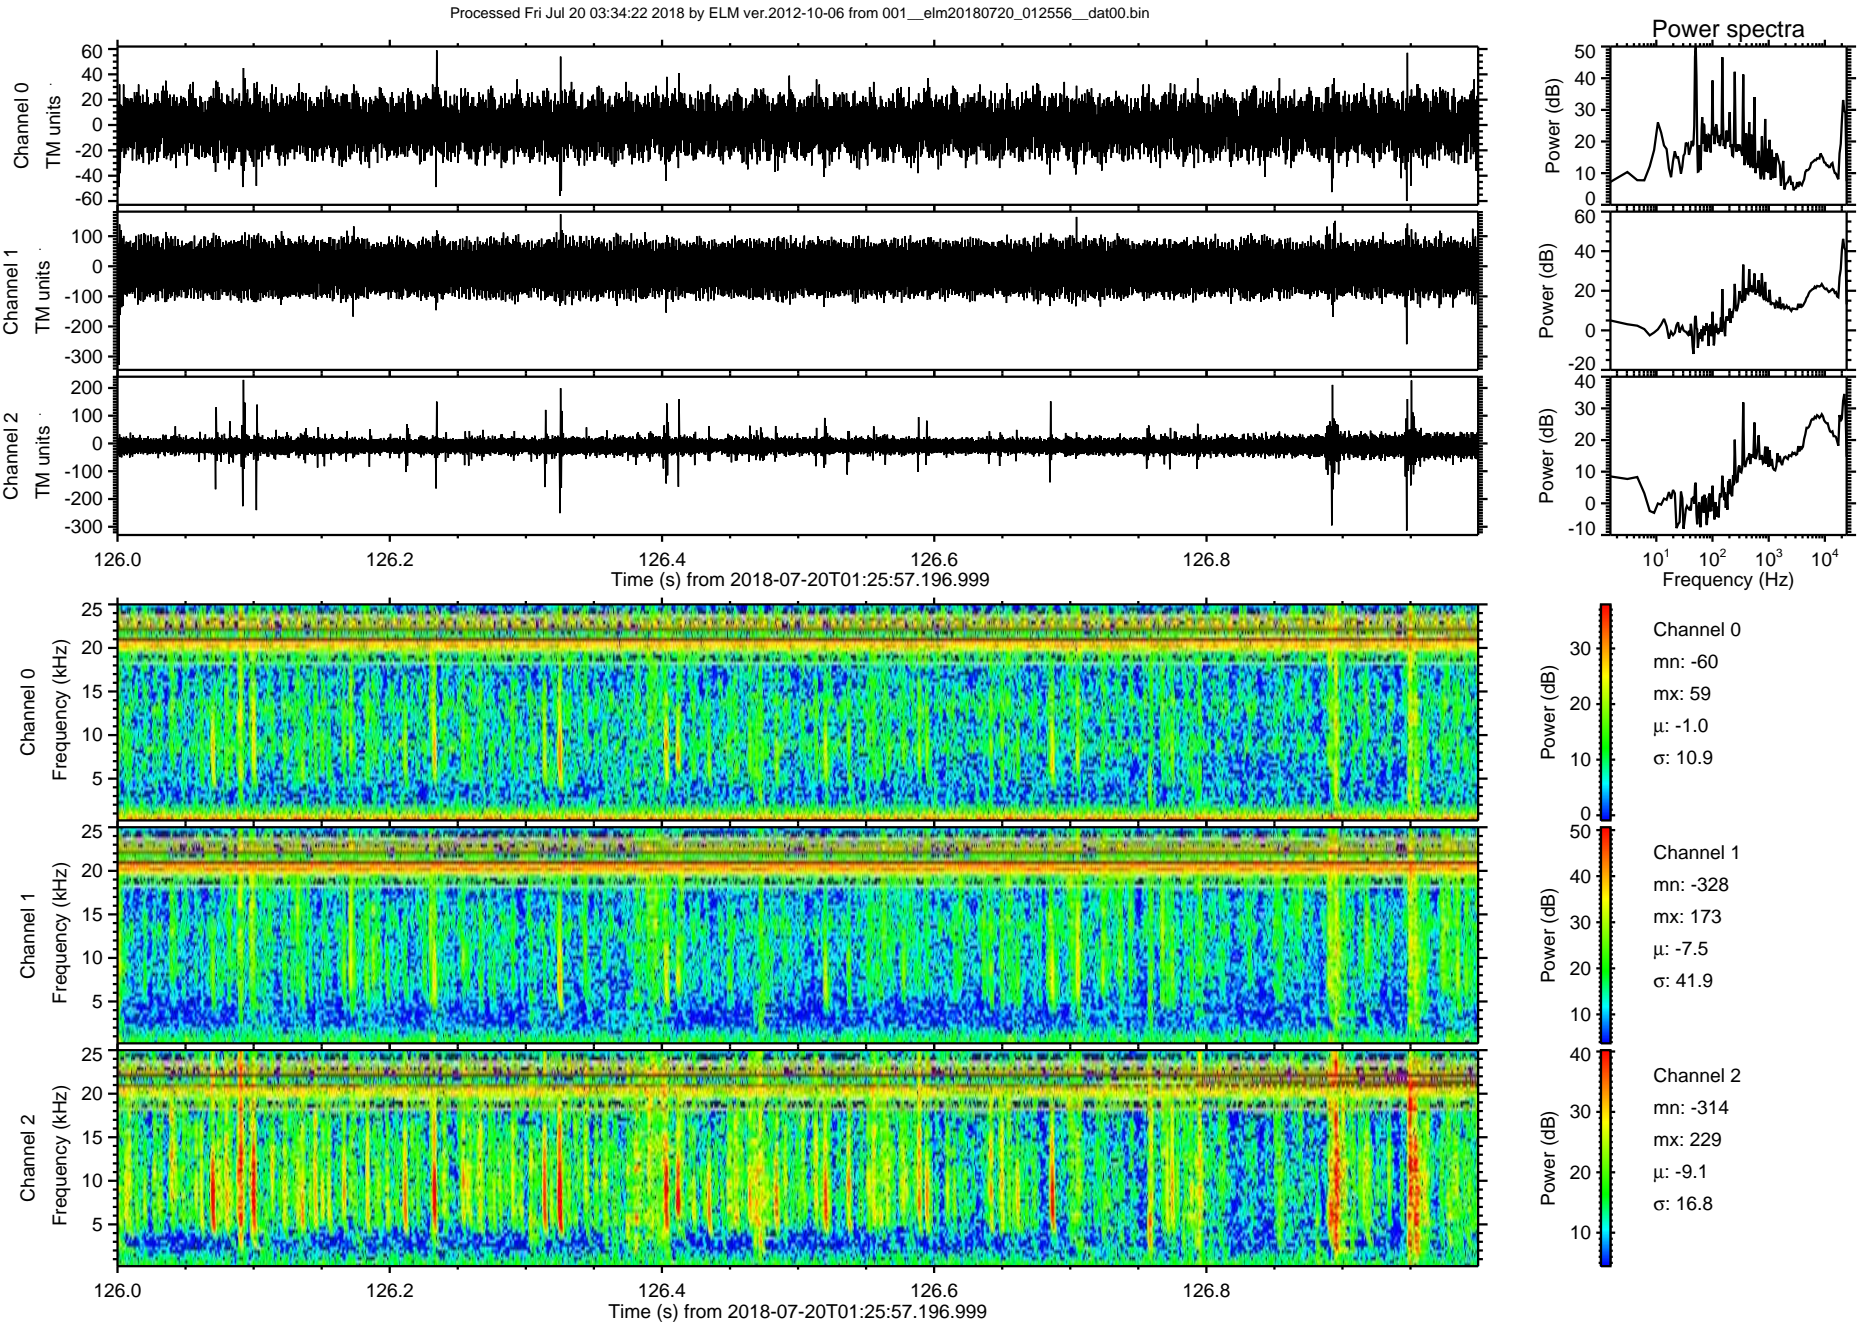 Processed Fri Jul 20 03:34:22 2018 by ELM ver.2012-10-06 from 001__elm20180720_012556__dat00.bin
Power spectra
Channel 0
TM units
60
40
20
0
-20
-40
-60
Power (dB)
50
40
30
20
10
0
Channel 1
TM units
100
0
-100
-200
-300
Power (dB)
60
40
20
0
-20
Channel 2
TM units
200
100
0
-100
-200
-300
Power (dB)
40
30
20
10
0
-10
126.0 126.2 126.4 126.6 126.8
Time (s) from 2018-07-20T01:25:57.196.999
10¹ 10² 10³ 10⁴
Frequency (Hz)
Channel 0
Frequency (kHz)
25
20
15
10
5
Power (dB)
30
20
10
0
Channel 0
mn: -60
mx: 59
μ: -1.0
σ: 10.9
Channel 1
Frequency (kHz)
25
20
15
10
5
Power (dB)
50
40
30
20
10
Channel 1
mn: -328
mx: 173
μ: -7.5
σ: 41.9
Channel 2
Frequency (kHz)
25
20
15
10
5
Power (dB)
40
30
20
10
Channel 2
mn: -314
mx: 229
μ: -9.1
σ: 16.8
126.0 126.2 126.4 126.6 126.8
Time (s) from 2018-07-20T01:25:57.196.999